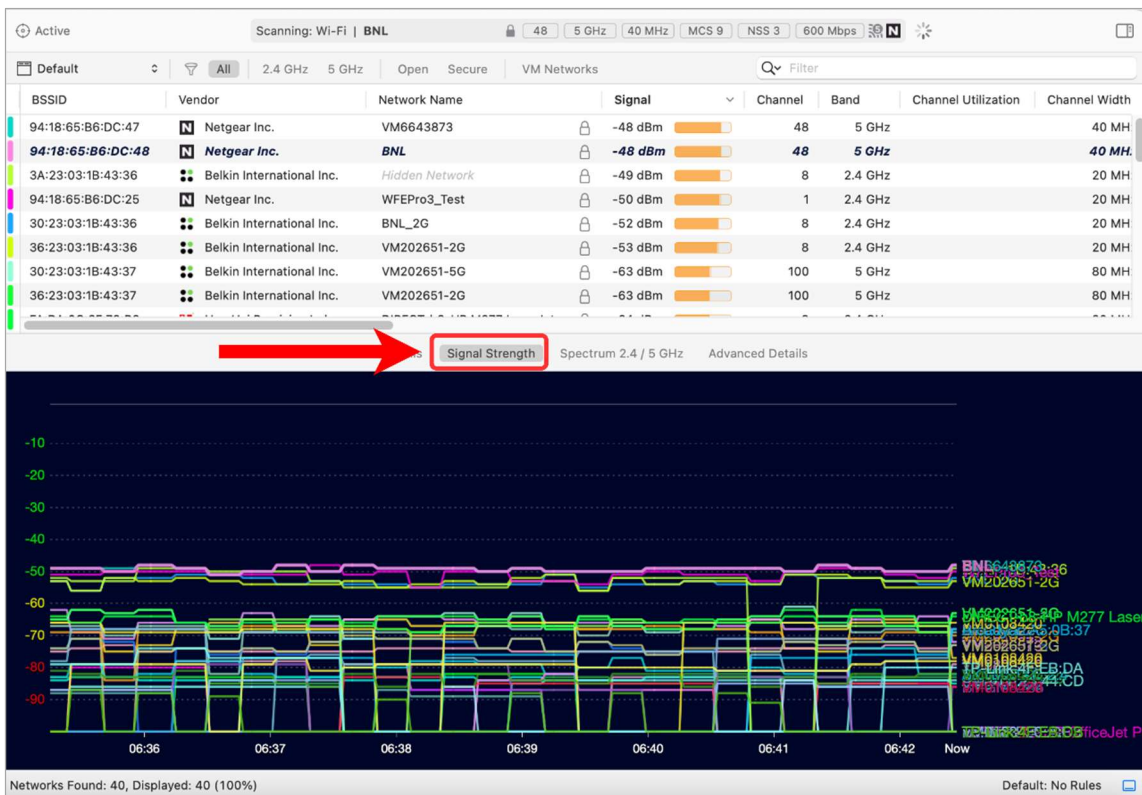 Active Scanning: Wi-Fi | BNL 48 5 GHz 40 MHz MCS 9 NSS 3 600 Mbps N
Default All 2.4 GHz 5 GHz Open Secure VM Networks Filter
BSSID Vendor Network Name Signal Channel Band Channel Utilization Channel Width
94:18:65:B6:DC:47 N Netgear Inc. VM6643873 -48 dBm 48 5 GHz 40 MH
94:18:65:B6:DC:48 N Netgear Inc. BNL -48 dBm 48 5 GHz 40 MH
3A:23:03:1B:43:36 Belkin International Inc. Hidden Network -49 dBm 8 2.4 GHz 20 MH
94:18:65:B6:DC:25 N Netgear Inc. WFEPro3_Test -50 dBm 1 2.4 GHz 20 MH
30:23:03:1B:43:36 Belkin International Inc. BNL_2G -52 dBm 8 2.4 GHz 20 MH
36:23:03:1B:43:36 Belkin International Inc. VM202651-2G -53 dBm 8 2.4 GHz 20 MH
30:23:03:1B:43:37 Belkin International Inc. VM202651-5G -63 dBm 100 5 GHz 80 MH
36:23:03:1B:43:37 Belkin International Inc. VM202651-2G -63 dBm 100 5 GHz 80 MH
Signal Strength Spectrum 2.4 / 5 GHz Advanced Details
-10
-20
-30
-40
-50
BNL
VM202651-2G
-60
M277 Laser
-70
-80
-90
06:36 06:37 06:38 06:39 06:40 06:41 06:42 Now
Networks Found: 40, Displayed: 40 (100%) Default: No Rules